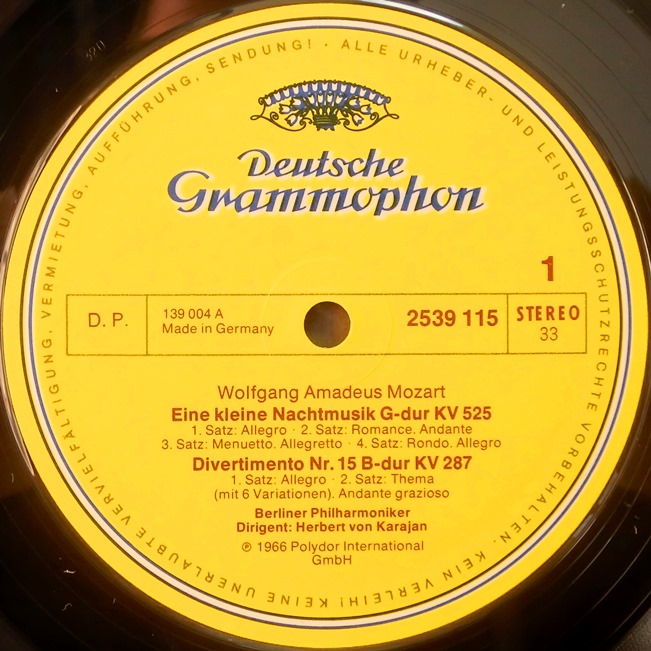 320
ALLE URHEBER- UND LEISTUNGSSCHUTZRECHTE VORBEHALTEN. KEIN VERLEIH! KEINE UNERLAUBTE VERVIELFÄLTIGUNG, VERMIETUNG, AUFFÜHRUNG, SENDUNG! ·
Deutsche
Grammophon
1
D. P.
139 004 A
Made in Germany
2539 115
STEREO
33
Wolfgang Amadeus Mozart
Eine kleine Nachtmusik G-dur KV 525
1. Satz: Allegro · 2. Satz: Romance. Andante
3. Satz: Menuetto. Allegretto · 4. Satz: Rondo. Allegro
Divertimento Nr. 15 B-dur KV 287
1. Satz: Allegro · 2. Satz: Thema
(mit 6 Variationen). Andante grazioso
Berliner Philharmoniker
Dirigent: Herbert von Karajan
℗ 1966 Polydor International
GmbH